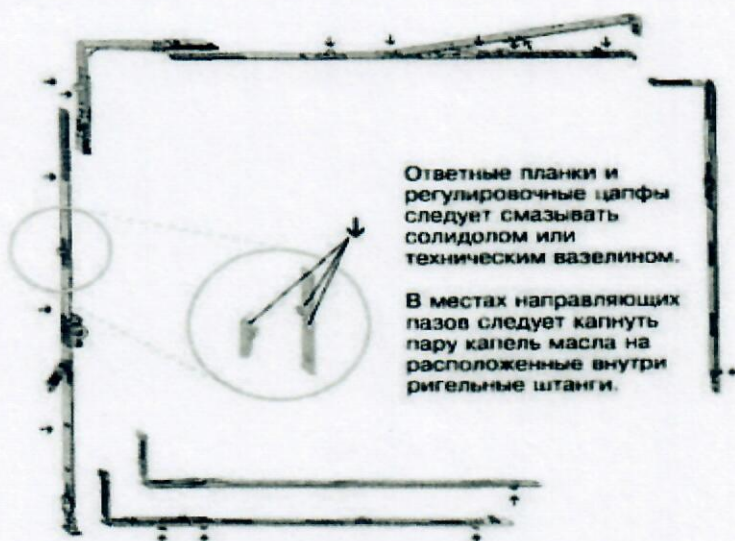 Ответные планки и
регулировочные цапфы
следует смазывать
солидолом или
техническим вазелином.
В местах направляющих
пазов следует капнуть
пару капель масла на
расположенные внутри
ригельные штанги.